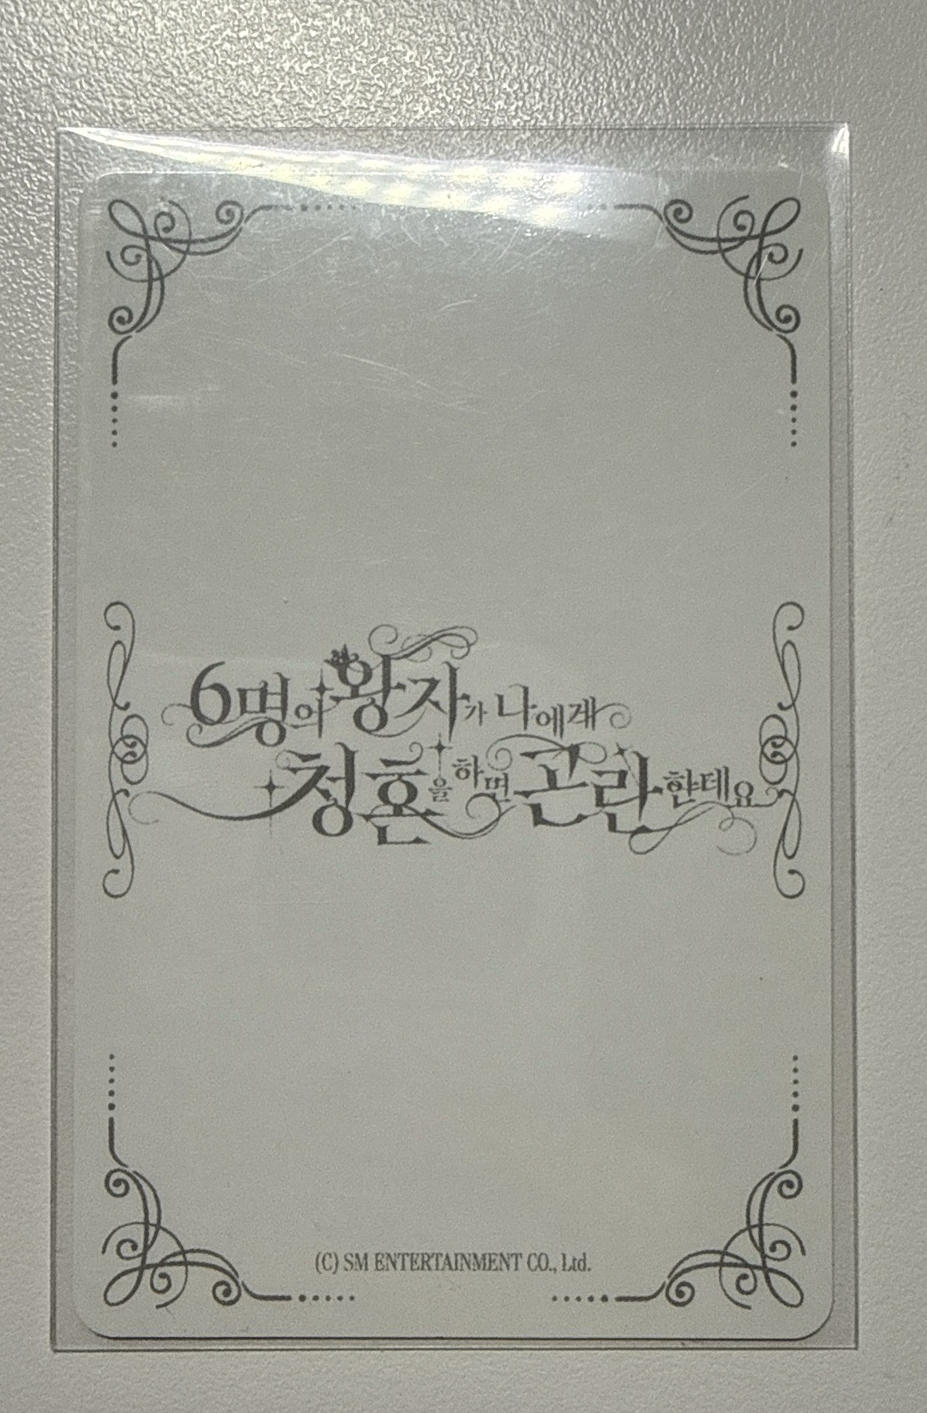 6명의 왕자가 나에게
청혼을 하면 곤란한데요
(C) SM ENTERTAINMENT CO., Ltd.